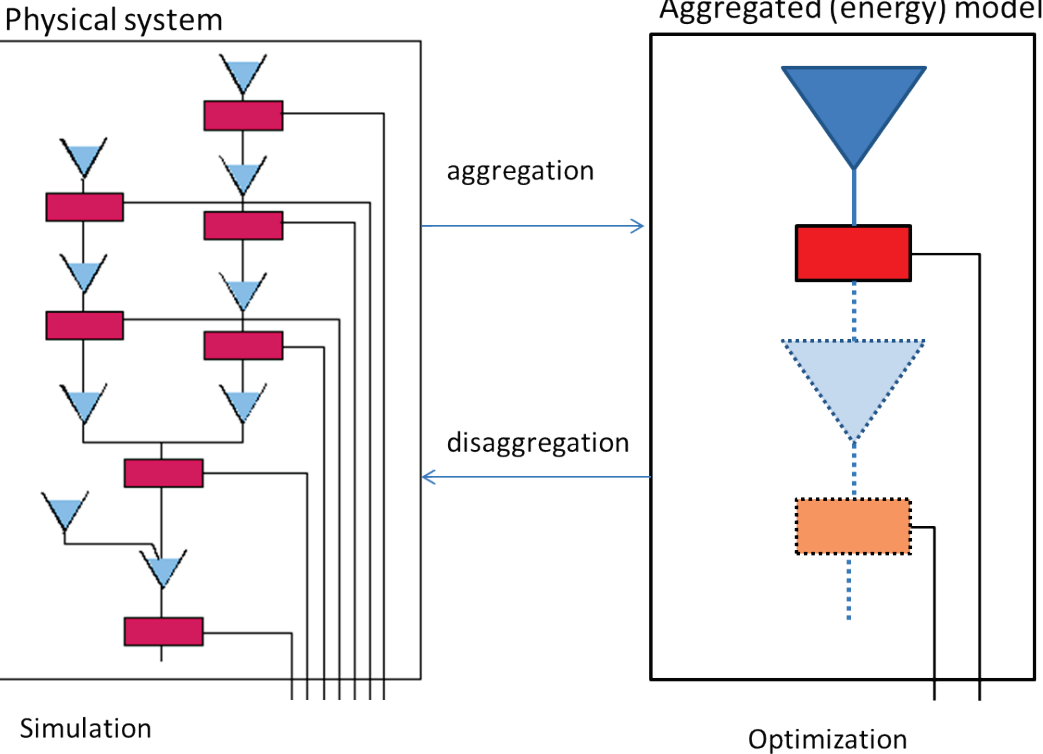 Physical system
Aggregated (energy) model
aggregation
disaggregation
Simulation
Optimization